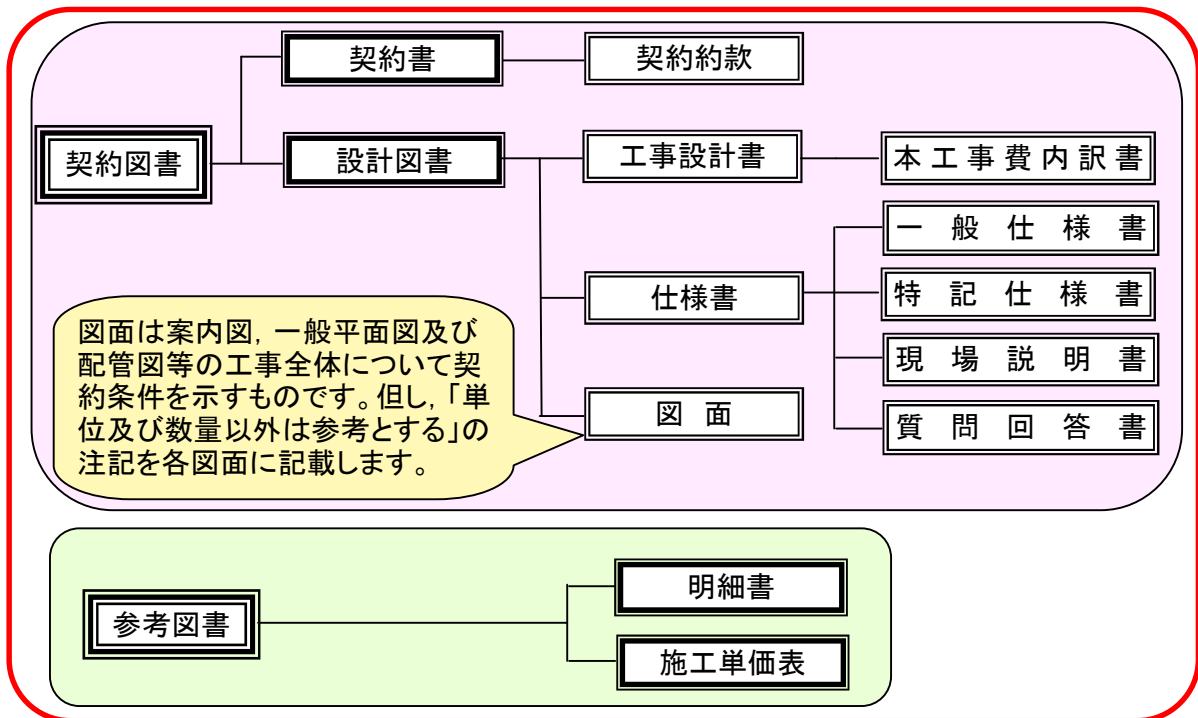 契約書
契約約款
契約図書
設計図書
工事設計書
本工事費内訳書
一般仕様書
仕様書
特記仕様書
図面は案内図，一般平面図及び
配管図等の工事全体について契
約条件を示すものです。但し，「単
位及び数量以外は参考とする」の
注記を各図面に記載します。
現場説明書
図面
質問回答書
明細書
参考図書
施工単価表